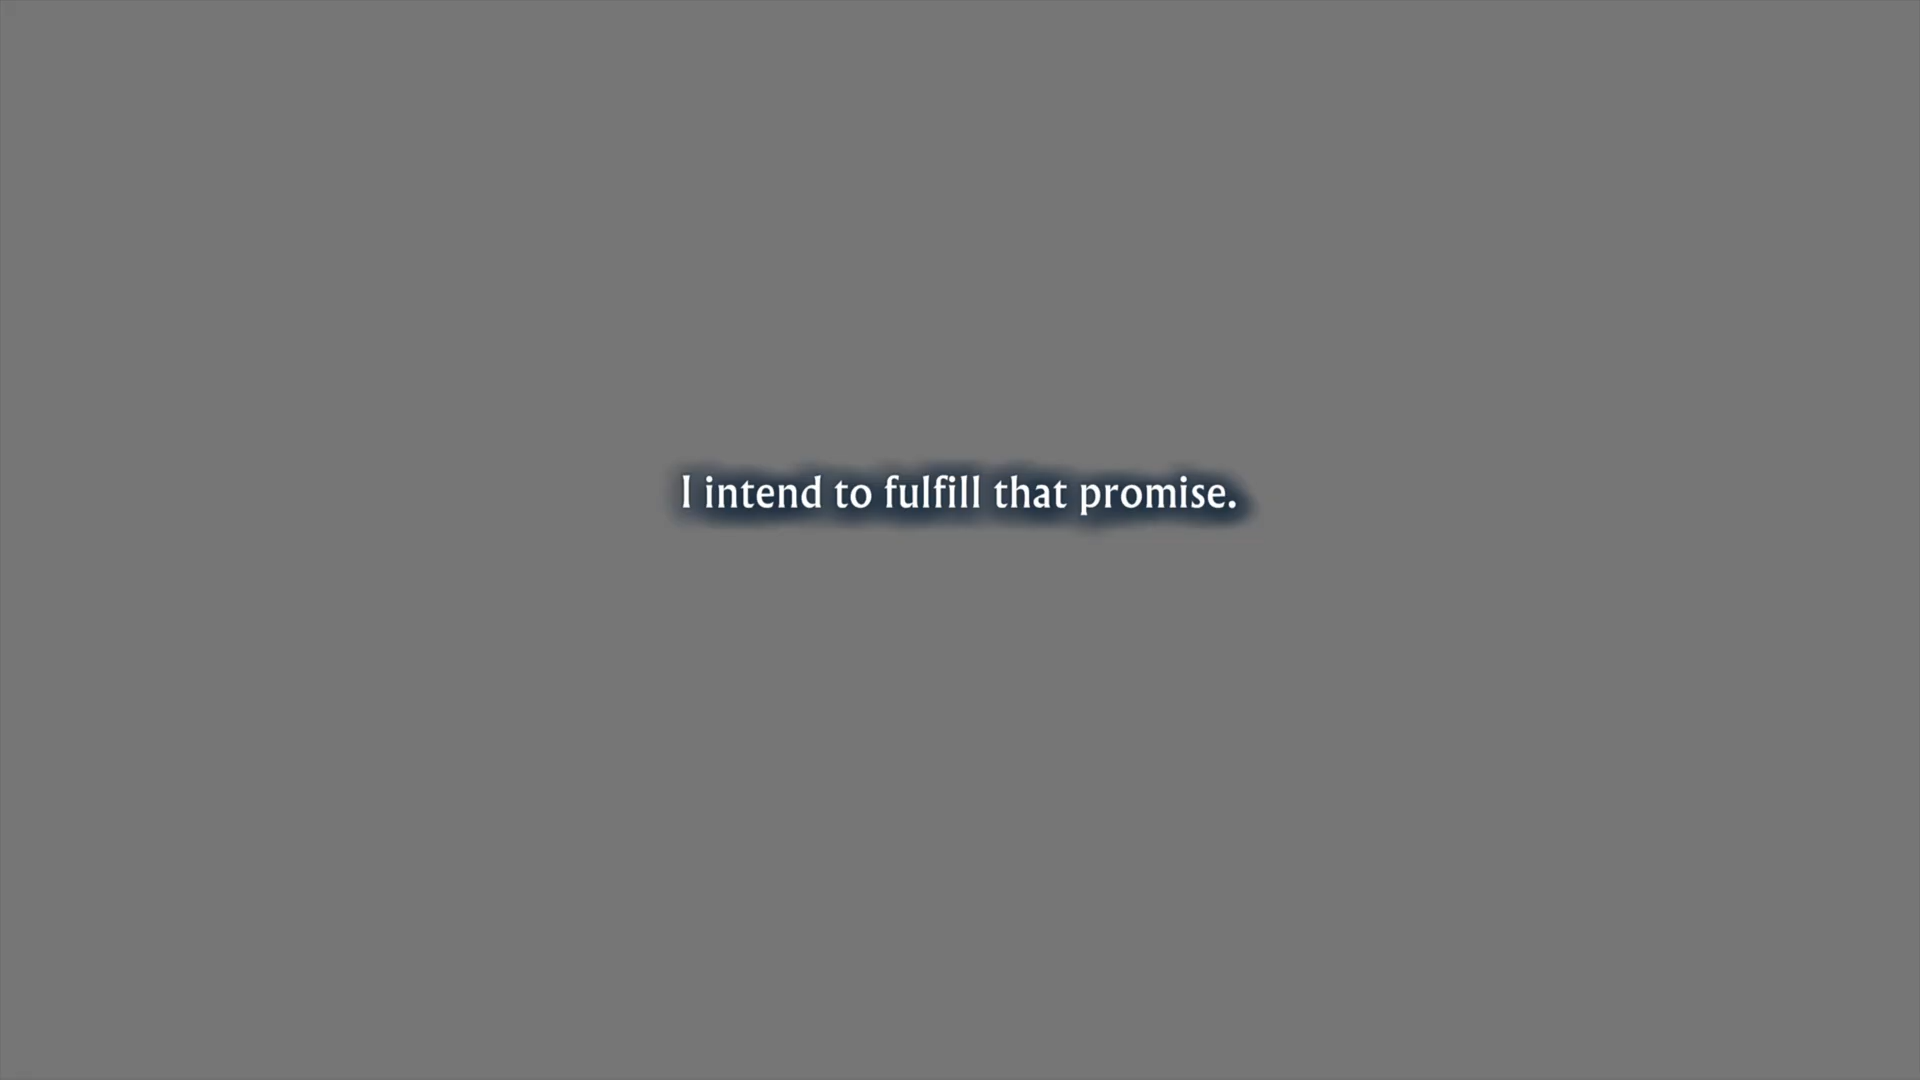 I intend to fulfill that promise.